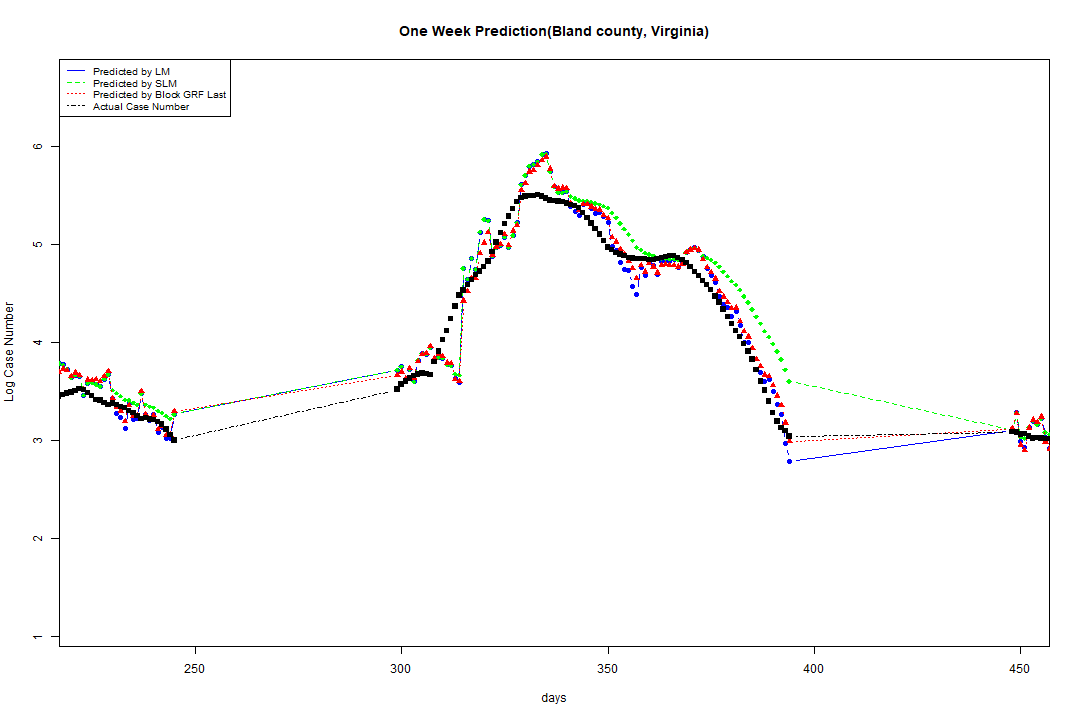 One Week Prediction(Bland county, Virginia)
Predicted by LM
Predicted by SLM
Predicted by Block GRF Last
Actual Case Number
6
5
4
3
2
1
Log Case Number
250 300 350 400 450
days